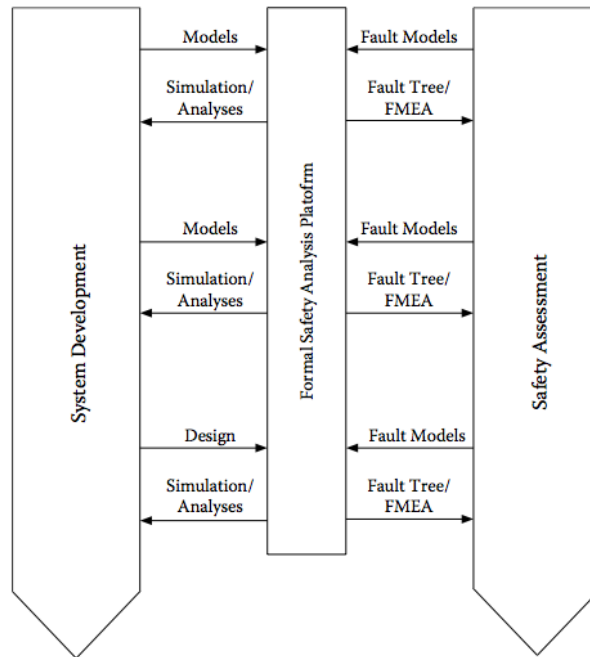 Models
Fault Models
Simulation/
Analyses
Fault Tree/
FMEA
Models
Fault Models
Simulation/
Analyses
Fault Tree/
FMEA
Design
Fault Models
Simulation/
Analyses
Fault Tree/
FMEA
System Development
Formal Safety Analysis Platofrm
Safety Assessment